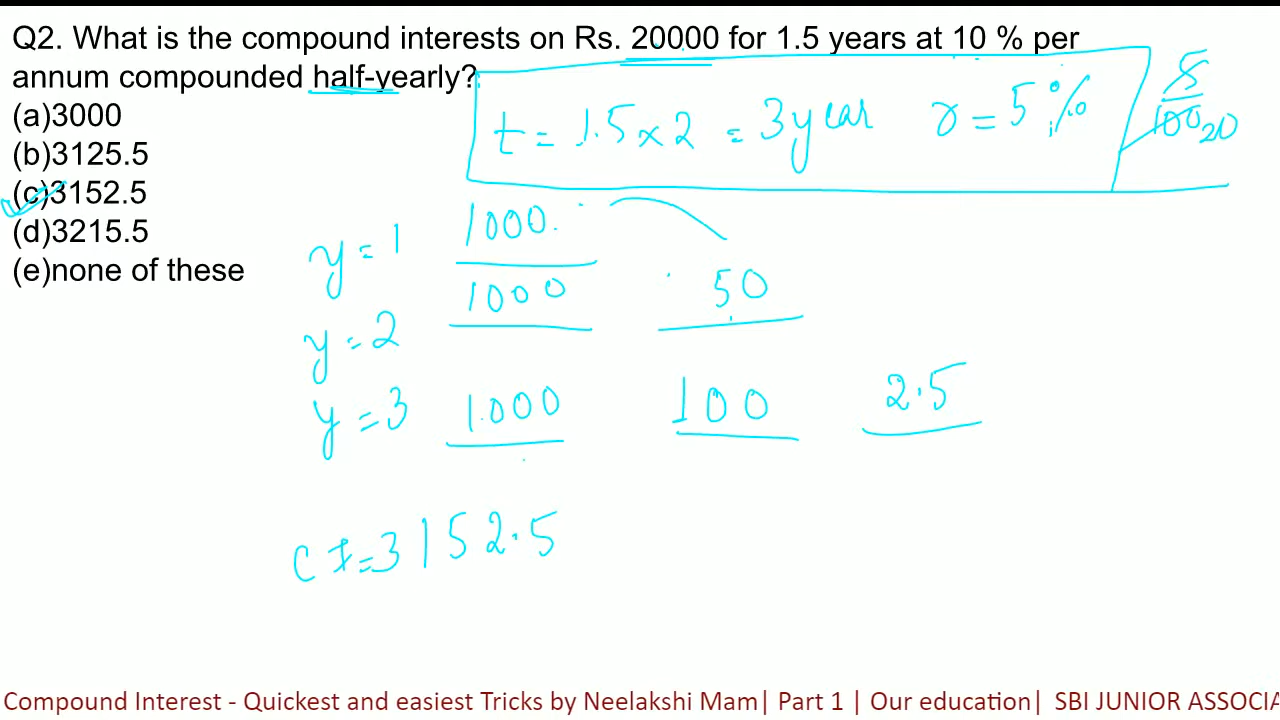 Q2. What is the compound interests on Rs. 20000 for 1.5 years at 10 % per
annum compounded half-yearly?
(a)3000
(b)3125.5
(c)3152.5
(d)3215.5
(e)none of these
t = 1.5 x 2 = 3 year r = 5%
5
100 20
y = 1 1000
1000 50
y = 2
y = 3 1000 100 2.5
CI = 3152.5
Compound Interest - Quickest and easiest Tricks by Neelakshi Mam| Part 1 | Our education| SBI JUNIOR ASSOCIA